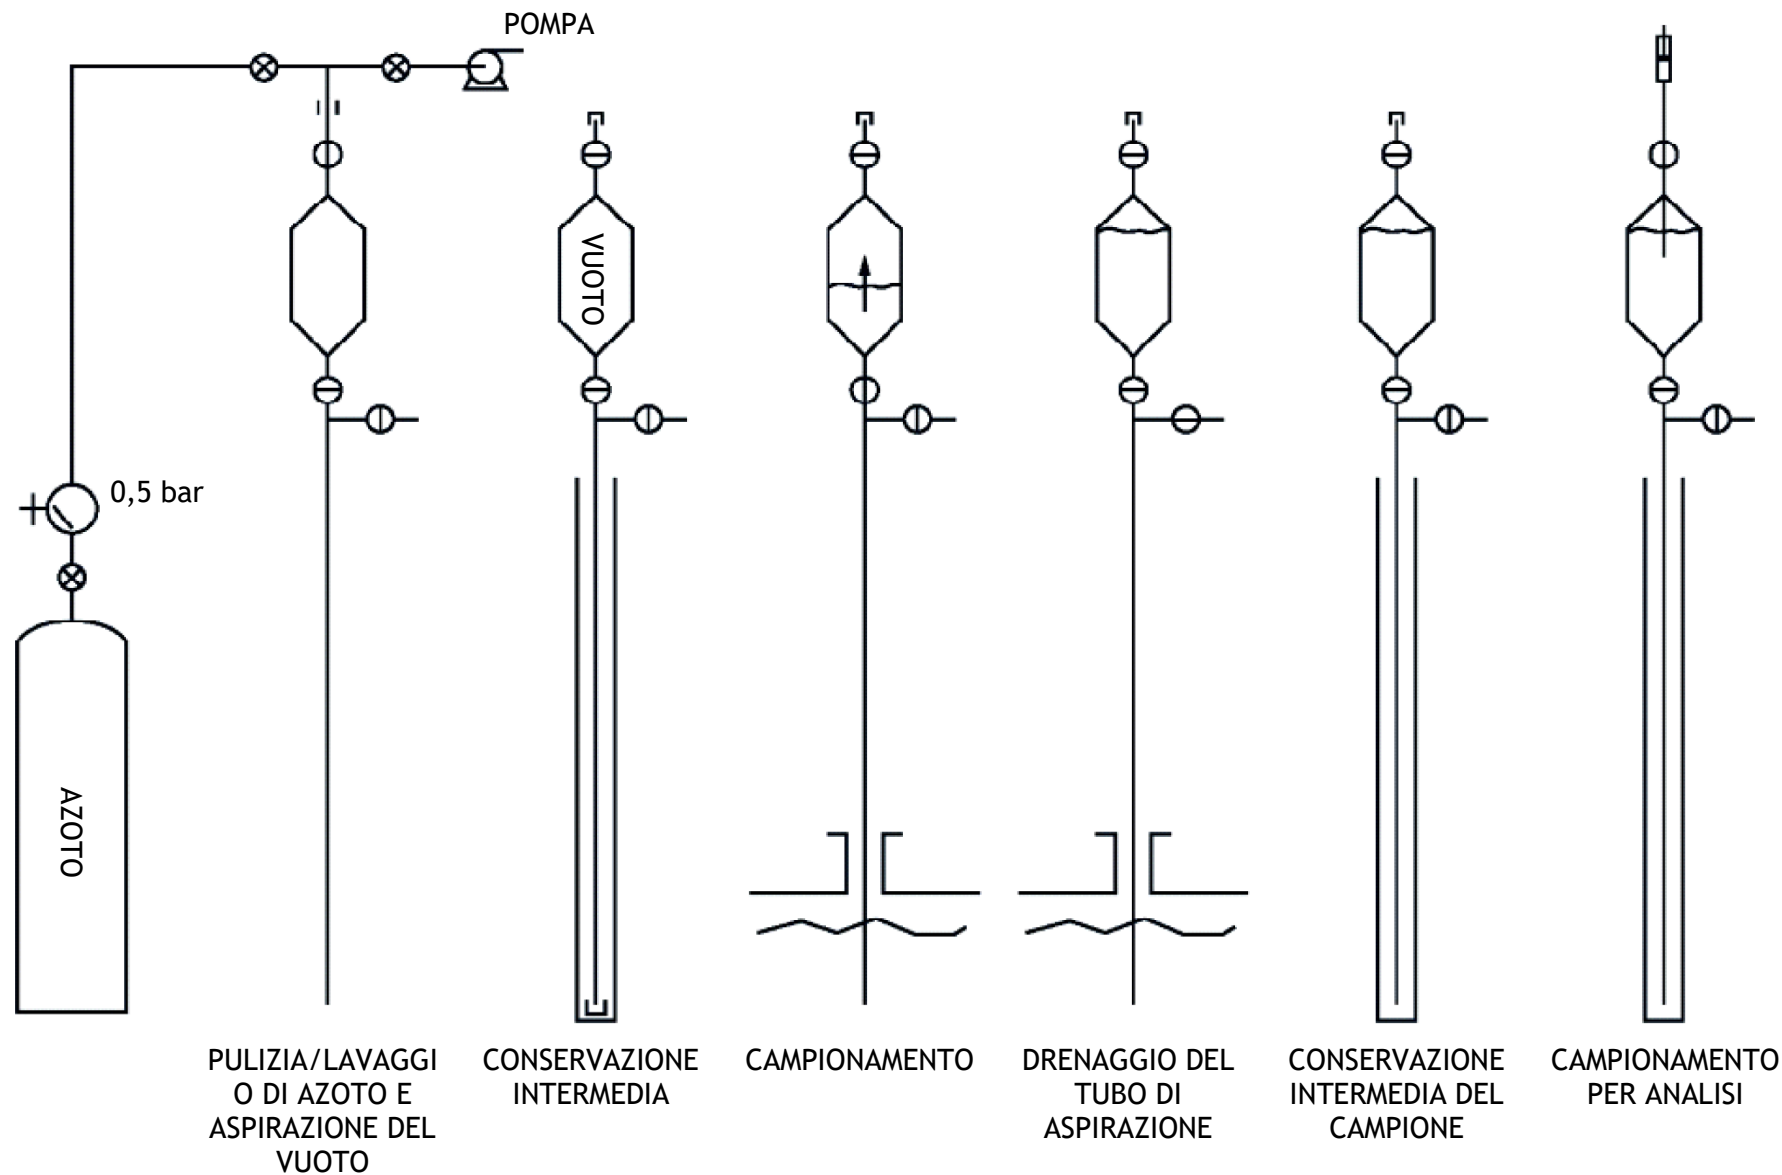 POMPA
VUOTO
0,5 bar
AZOTO
PULIZIA/LAVAGGI
O DI AZOTO E
ASPIRAZIONE DEL
VUOTO
CONSERVAZIONE
INTERMEDIA
CAMPIONAMENTO
DRENAGGIO DEL
TUBO DI
ASPIRAZIONE
CONSERVAZIONE
INTERMEDIA DEL
CAMPIONE
CAMPIONAMENTO
PER ANALISI